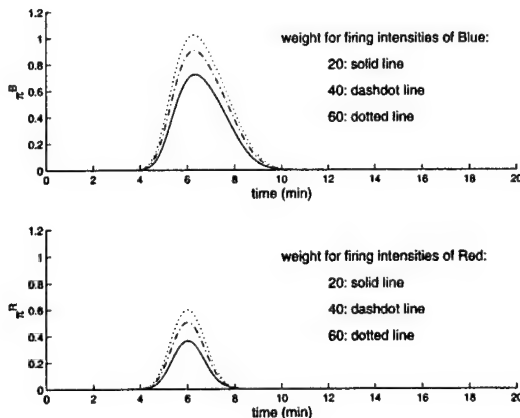 1.2
1
0.8
0.6
0.4
0.2
0
π^B
weight for firing intensities of Blue:
20: solid line
40: dashdot line
60: dotted line
0 2 4 6 8 10 12 14 16 18 20
time (min)
1.2
1
0.8
0.6
0.4
0.2
0
π^R
weight for firing intensities of Red:
20: solid line
40: dashdot line
60: dotted line
0 2 4 6 8 10 12 14 16 18 20
time (min)